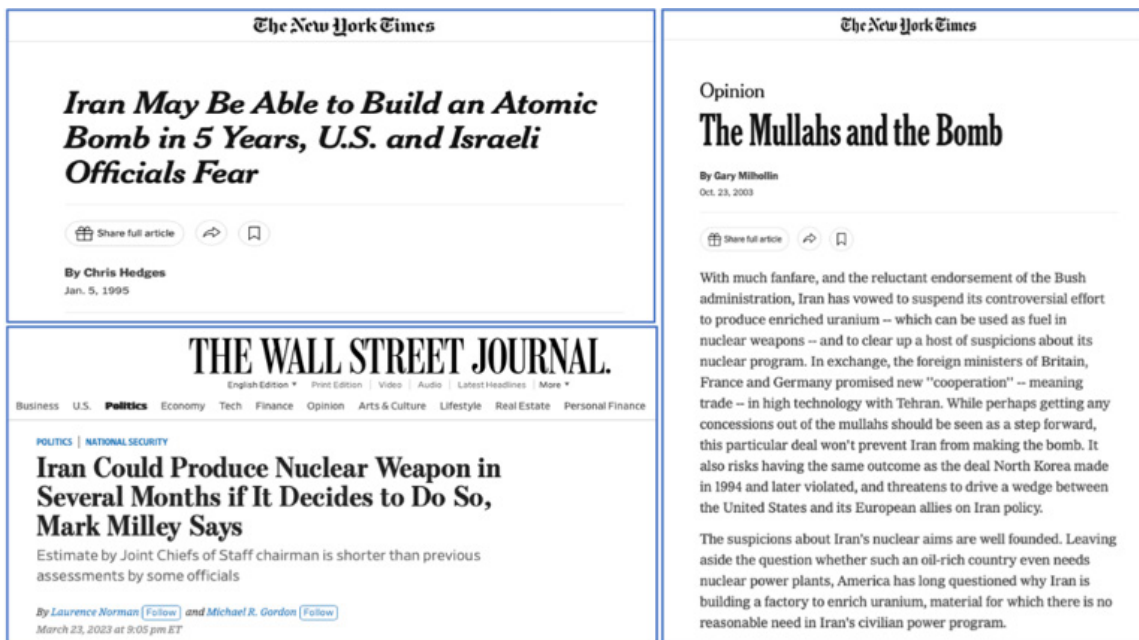 The New York Times
Iran May Be Able to Build an Atomic
Bomb in 5 Years, U.S. and Israeli
Officials Fear
Share full article
By Chris Hedges
Jan. 5, 1995
THE WALL STREET JOURNAL.
English Edition Print Edition Video Audio Latest Headlines More
Business U.S. Politics Economy Tech Finance Opinion Arts & Culture Lifestyle Real Estate Personal Finance
POLITICS | NATIONAL SECURITY
Iran Could Produce Nuclear Weapon in
Several Months if It Decides to Do So,
Mark Milley Says
Estimate by Joint Chiefs of Staff chairman is shorter than previous
assessments by some officials
By Laurence Norman Follow and Michael R. Gordon Follow
March 23, 2023 at 9:05 pm ET
The New York Times
Opinion
The Mullahs and the Bomb
By Gary Milhollin
Oct. 23, 2003
Share full article
With much fanfare, and the reluctant endorsement of the Bush
administration, Iran has vowed to suspend its controversial effort
to produce enriched uranium -- which can be used as fuel in
nuclear weapons -- and to clear up a host of suspicions about its
nuclear program. In exchange, the foreign ministers of Britain,
France and Germany promised new "cooperation" -- meaning
trade -- in high technology with Tehran. While perhaps getting any
concessions out of the mullahs should be seen as a step forward,
this particular deal won't prevent Iran from making the bomb. It
also risks having the same outcome as the deal North Korea made
in 1994 and later violated, and threatens to drive a wedge between
the United States and its European allies on Iran policy.
The suspicions about Iran's nuclear aims are well founded. Leaving
aside the question whether such an oil-rich country even needs
nuclear power plants, America has long questioned why Iran is
building a factory to enrich uranium, material for which there is no
reasonable need in Iran's civilian power program.